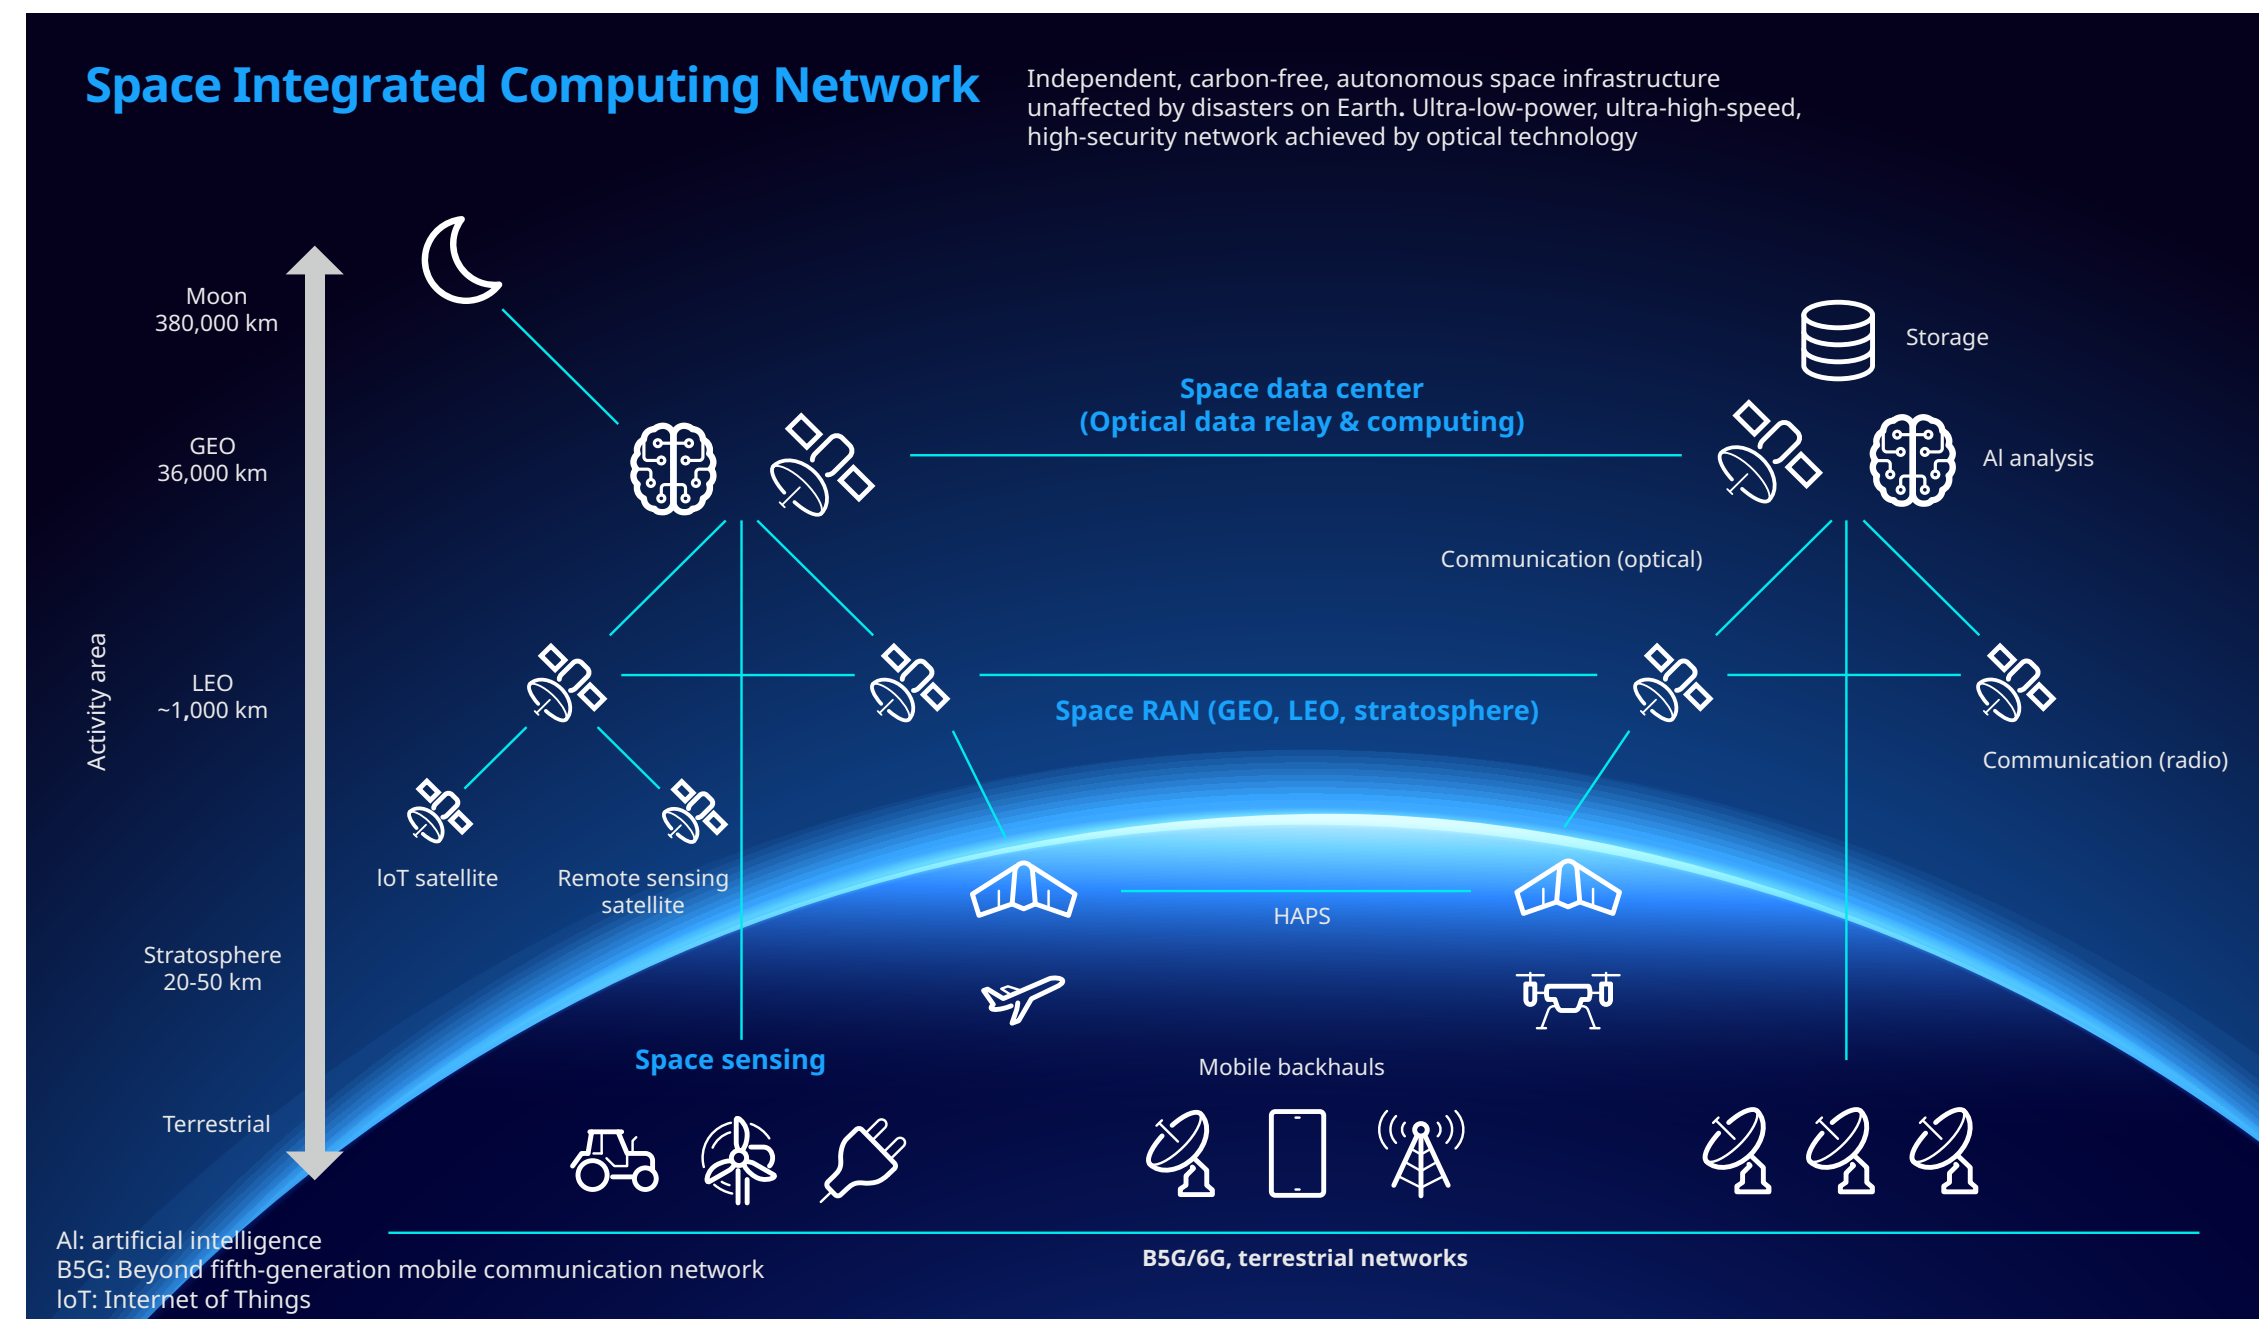 Space Integrated Computing Network
Independent, carbon-free, autonomous space infrastructure
unaffected by disasters on Earth. Ultra-low-power, ultra-high-speed,
high-security network achieved by optical technology
Moon
380,000 km
Storage
Space data center
(Optical data relay & computing)
GEO
36,000 km
AI analysis
Communication (optical)
Activity area
LEO
~1,000 km
Space RAN (GEO, LEO, stratosphere)
Communication (radio)
IoT satellite
Remote sensing
satellite
HAPS
Stratosphere
20-50 km
Space sensing
Mobile backhauls
Terrestrial
B5G/6G, terrestrial networks
AI: artificial intelligence
B5G: Beyond fifth-generation mobile communication network
IoT: Internet of Things